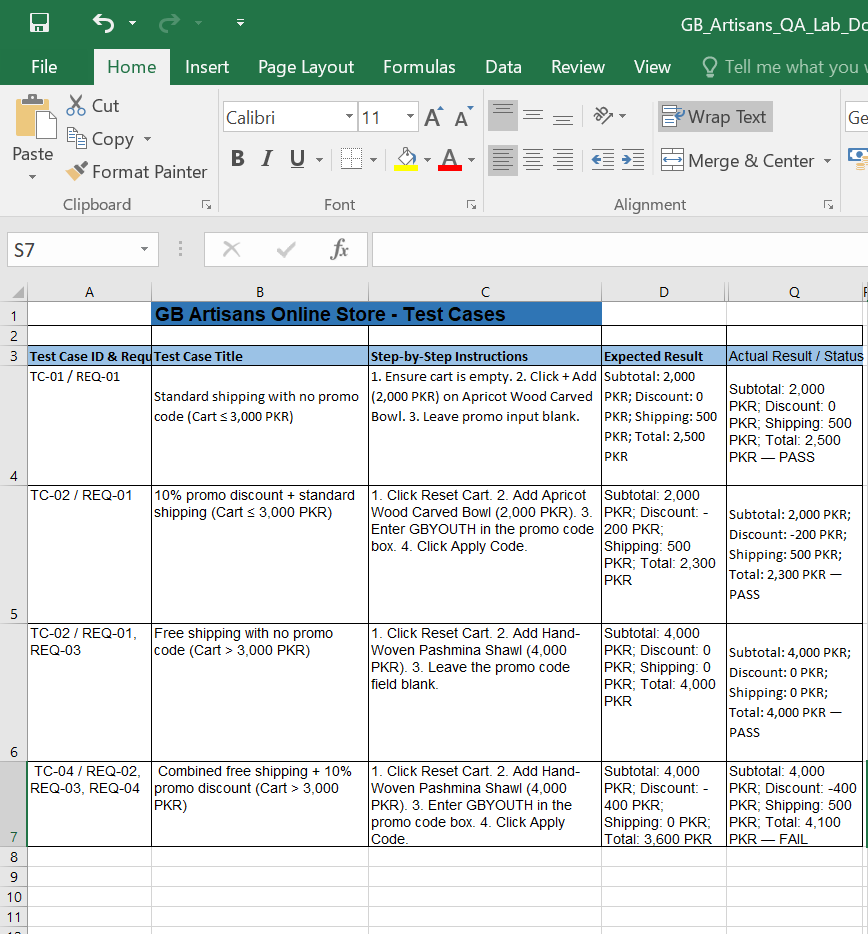 GB_Artisans_QA_Lab_Do
File Home Insert Page Layout Formulas Data Review View Tell me what you w
Paste
Cut
Copy
Format Painter
Clipboard
Calibri 11
B I U
Font
Wrap Text
Merge & Center
Alignment
Ge
S7
fx
A B C D Q
1 GB Artisans Online Store - Test Cases
2
3 Test Case ID & Requ Test Case Title Step-by-Step Instructions Expected Result Actual Result / Status
4
TC-01 / REQ-01
Standard shipping with no promo
code (Cart ≤ 3,000 PKR)
1. Ensure cart is empty. 2. Click + Add
(2,000 PKR) on Apricot Wood Carved
Bowl. 3. Leave promo input blank.
Subtotal: 2,000
PKR; Discount: 0
PKR; Shipping: 500
PKR; Total: 2,500
PKR
Subtotal: 2,000
PKR; Discount: 0
PKR; Shipping: 500
PKR; Total: 2,500
PKR — PASS
5
TC-02 / REQ-01
10% promo discount + standard
shipping (Cart ≤ 3,000 PKR)
1. Click Reset Cart. 2. Add Apricot
Wood Carved Bowl (2,000 PKR). 3.
Enter GBYOUTH in the promo code
box. 4. Click Apply Code.
Subtotal: 2,000
PKR; Discount: -
200 PKR;
Shipping: 500
PKR; Total: 2,300
PKR
Subtotal: 2,000 PKR;
Discount: -200 PKR;
Shipping: 500 PKR;
Total: 2,300 PKR —
PASS
6
TC-02 / REQ-01,
REQ-03
Free shipping with no promo
code (Cart > 3,000 PKR)
1. Click Reset Cart. 2. Add Hand-
Woven Pashmina Shawl (4,000
PKR). 3. Leave the promo code
field blank.
Subtotal: 4,000
PKR; Discount: 0
PKR; Shipping: 0
PKR; Total: 4,000
PKR
Subtotal: 4,000 PKR;
Discount: 0 PKR;
Shipping: 0 PKR;
Total: 4,000 PKR —
PASS
7
TC-04 / REQ-02,
REQ-03, REQ-04
Combined free shipping + 10%
promo discount (Cart > 3,000
PKR)
1. Click Reset Cart. 2. Add Hand-
Woven Pashmina Shawl (4,000
PKR). 3. Enter GBYOUTH in the
promo code box. 4. Click Apply
Code.
Subtotal: 4,000
PKR; Discount: -
400 PKR;
Shipping: 0 PKR;
Total: 3,600 PKR
Subtotal: 4,000
PKR; Discount: -400
PKR; Shipping: 500
PKR; Total: 4,100
PKR — FAIL
8
9
10
11